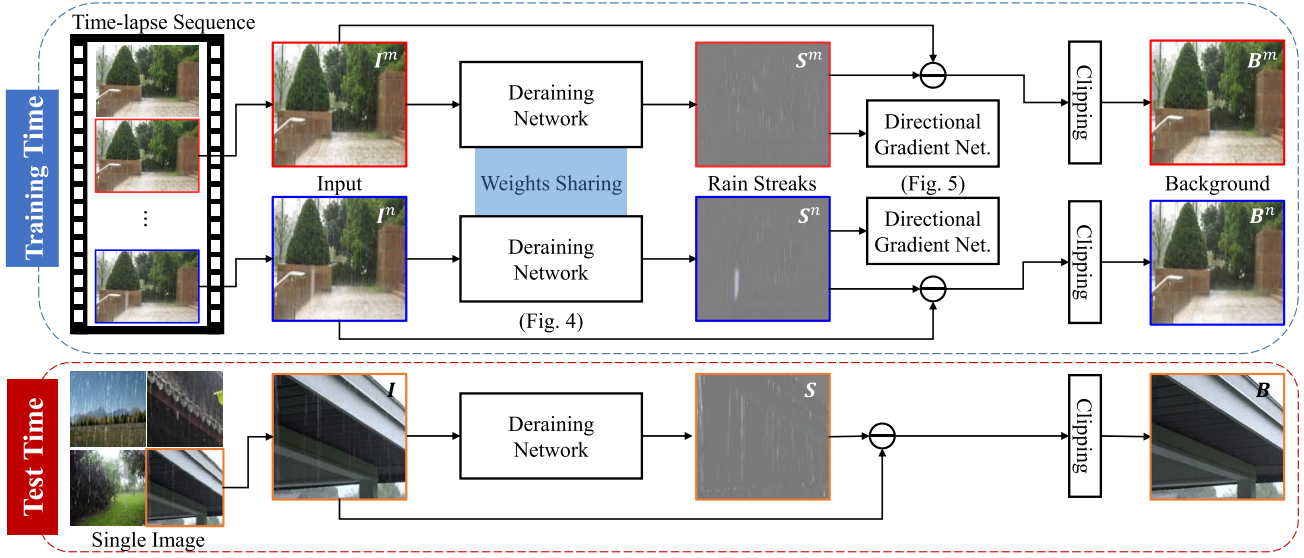 Time-lapse Sequence
Training Time
I^m
Deraining
Network
S^m
Clipping
B^m
Directional
Gradient Net.
Input
Weights Sharing
Rain Streaks
(Fig. 5)
Background
...
I^n
Deraining
Network
S^n
Directional
Gradient Net.
Clipping
B^n
(Fig. 4)
Test Time
I
Deraining
Network
S
Clipping
B
Single Image